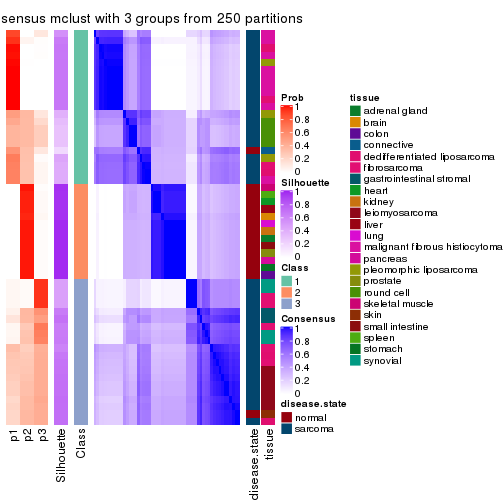 sensus mclust with 3 groups from 250 partitions
p1
p2
p3
Silhouette
Class
disease.state
tissue
Prob
1
0.8
0.6
0.4
0.2
0
Silhouette
1
0.8
0.6
0.4
0.2
0
Class
1
2
3
Consensus
1
0.8
0.6
0.4
0.2
0
disease.state
normal
sarcoma
tissue
adrenal gland
brain
colon
connective
dedifferentiated liposarcoma
fibrosarcoma
gastrointestinal stromal
heart
kidney
leiomyosarcoma
liver
lung
malignant fibrous histiocytoma
pancreas
pleomorphic liposarcoma
prostate
round cell
skeletal muscle
skin
small intestine
spleen
stomach
synovial